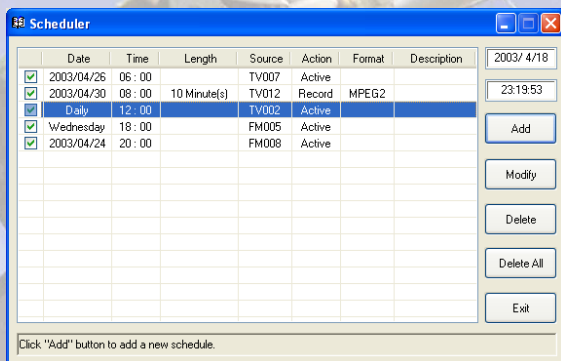 Scheduler
Date Time Length Source Action Format Description
2003/04/26 06 : 00 TV007 Active
2003/04/30 08 : 00 10 Minute(s) TV012 Record MPEG2
Daily 12 : 00 TV002 Active
Wednesday 18 : 00 FM005 Active
2003/04/24 20 : 00 FM008 Active
2003/ 4/18
23:19:53
Add
Modify
Delete
Delete All
Exit
Click "Add" button to add a new schedule.